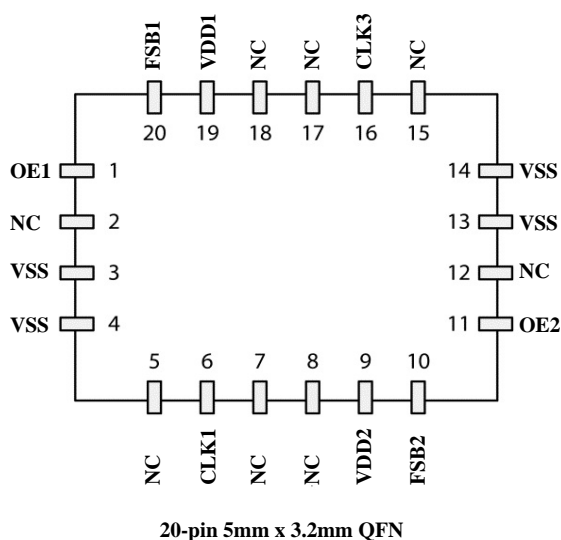 FSB1 VDD1 NC NC CLK3 NC
20 19 18 17 16 15
OE1 1 14 VSS
NC 2 13 VSS
VSS 3 12 NC
VSS 4 11 OE2
5 6 7 8 9 10
NC CLK1 NC NC VDD2 FSB2
20-pin 5mm x 3.2mm QFN